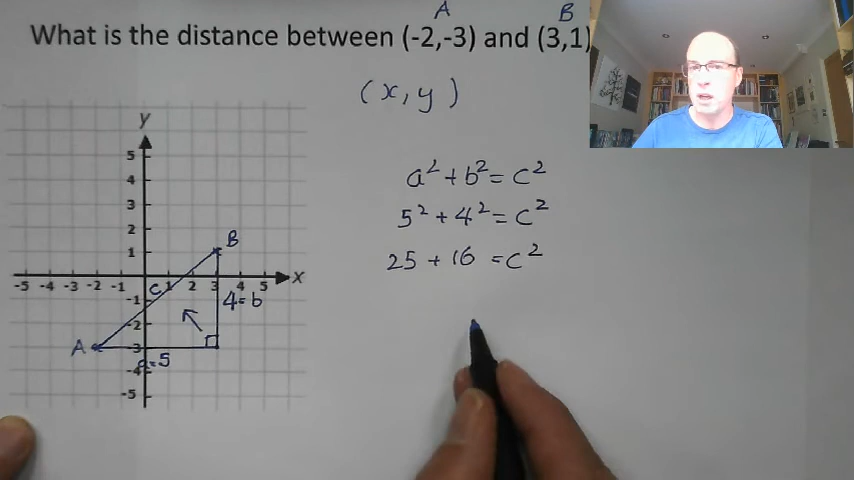 A B
What is the distance between (-2,-3) and (3,1)
(x,y)
y
a²+b²=c²
5²+4²=c²
25+16=c²
5
4
3
2
1
-5 -4 -3 -2 -1 1 2 3 4 5 x
-1
-2
-3
-4
-5
B
c
4=b
A
a=5